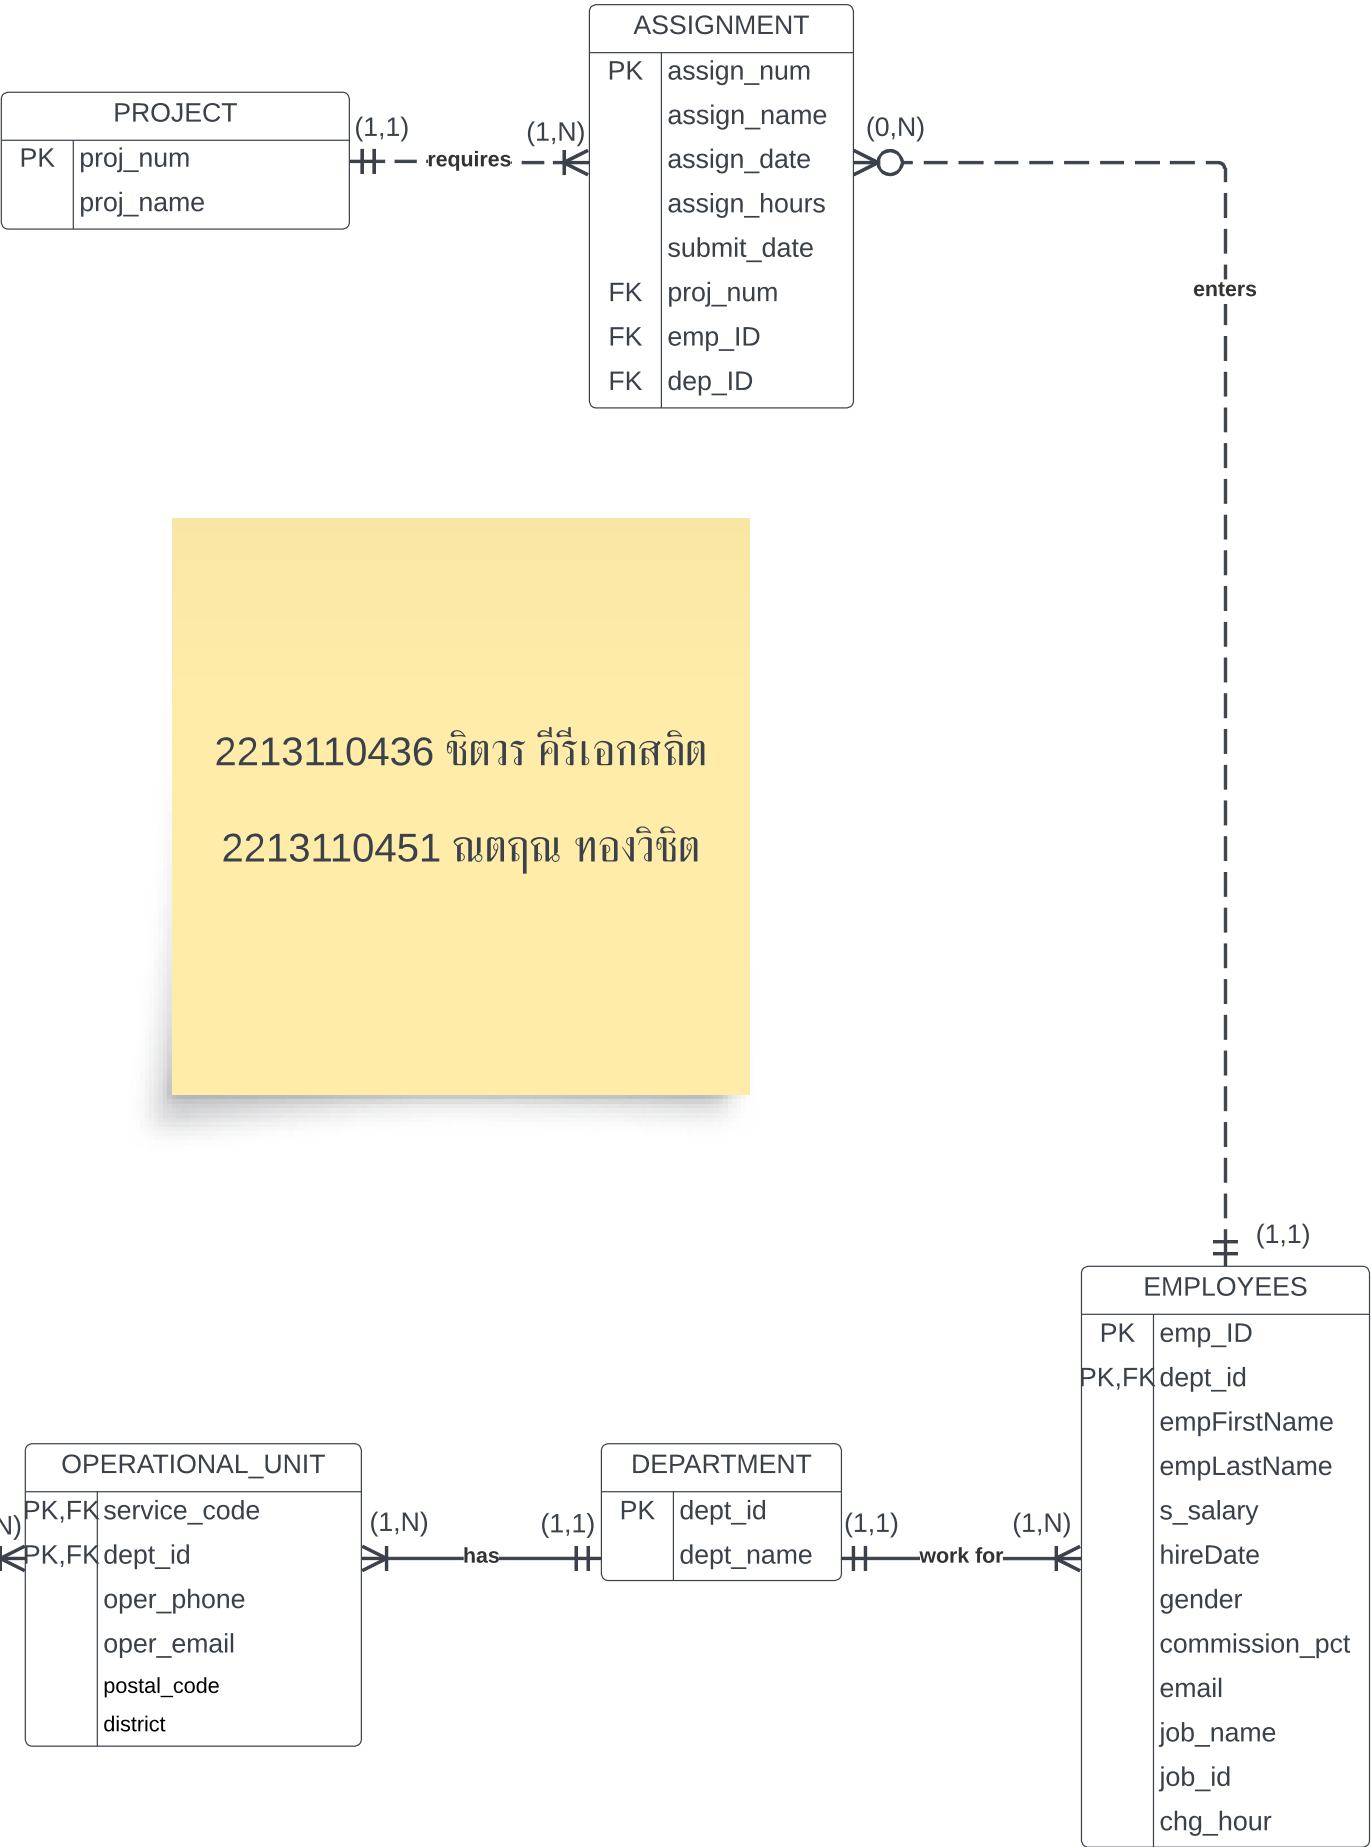 ASSIGNMENT
PK assign_num
assign_name
assign_date
assign_hours
submit_date
FK proj_num
FK emp_ID
FK dep_ID
PROJECT
PK proj_num
proj_name
(1,1)
requires
(1,N)
(0,N)
enters
2213110436 ชิตวร คีรีเอกสถิต
2213110451 ณตฤณ ทองวิชิต
(1,1)
EMPLOYEES
PK emp_ID
PK,FK dept_id
empFirstName
empLastName
s_salary
hireDate
gender
commission_pct
email
job_name
job_id
chg_hour
N)
OPERATIONAL_UNIT
PK,FK service_code
PK,FK dept_id
oper_phone
oper_email
postal_code
district
(1,N)
has
(1,1)
DEPARTMENT
PK dept_id
dept_name
(1,1)
work for
(1,N)